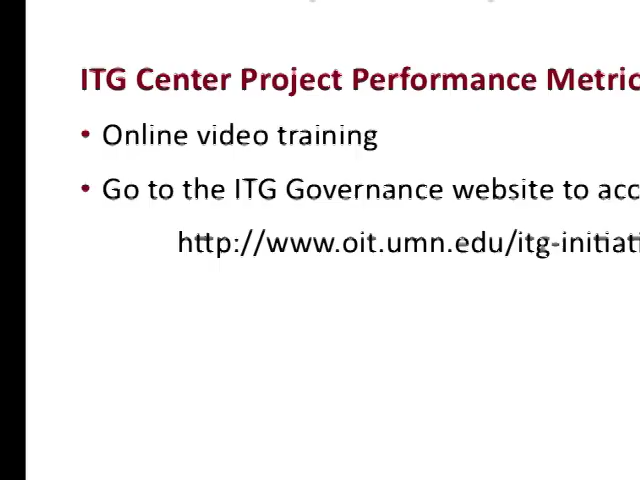 ITG Center Project Performance Metric
• Online video training
• Go to the ITG Governance website to acc
http://www.oit.umn.edu/itg-initiati